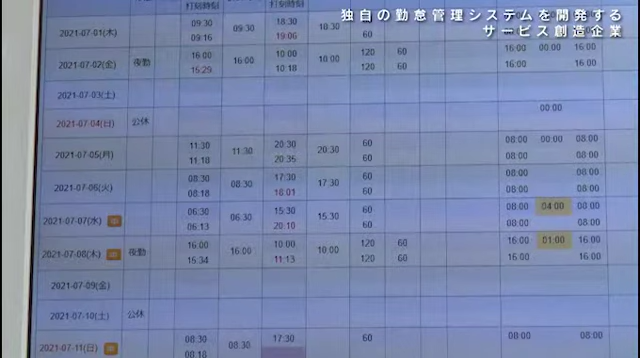 独自の勤怠管理システムを開発する
サービス創造企業
打刻時刻
2021-07-01(木) 09:30 09:30 18:30 18:30 60
09:16 19:06 60
2021-07-02(金) 夜勤 16:00 16:00 10:00 10:00 120 60 16:00 00:00 16:00
15:29 10:18 120 60 16:00 16:00
2021-07-03(土)
00:00
2021-07-04(日) 公休
2021-07-05(月) 11:30 11:30 20:30 20:30 60 08:00 00:00 08:00
11:10 20:36 60 08:00 08:00
2021-07-06(火) 08:30 08:30 17:30 17:30 60 08:00 08:00
08:18 18:01 60 08:00 08:00
2021-07-07(水) 06:30 06:30 15:30 15:30 60 08:00 04:00 08:00
06:13 20:10 60 08:00 08:00
2021-07-08(木) 夜勤 16:00 16:00 10:00 10:00 120 60 16:00 01:00 16:00
15:34 11:13 120 60 16:00 16:00
2021-07-09(金)
2021-07-10(土) 公休
2021-07-11(日) 08:30 08:30 17:30 60 08:00 08:00
08:18